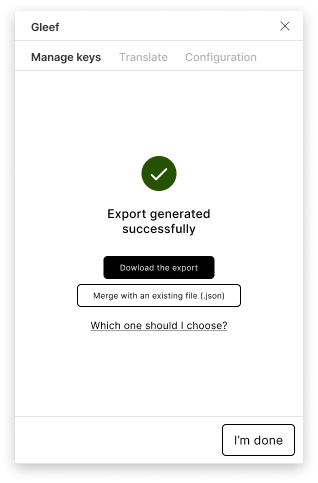 Gleef
Manage keys Translate Configuration
Export generated
successfully
Dowload the export
Merge with an existing file (.json)
Which one should I choose?
I'm done